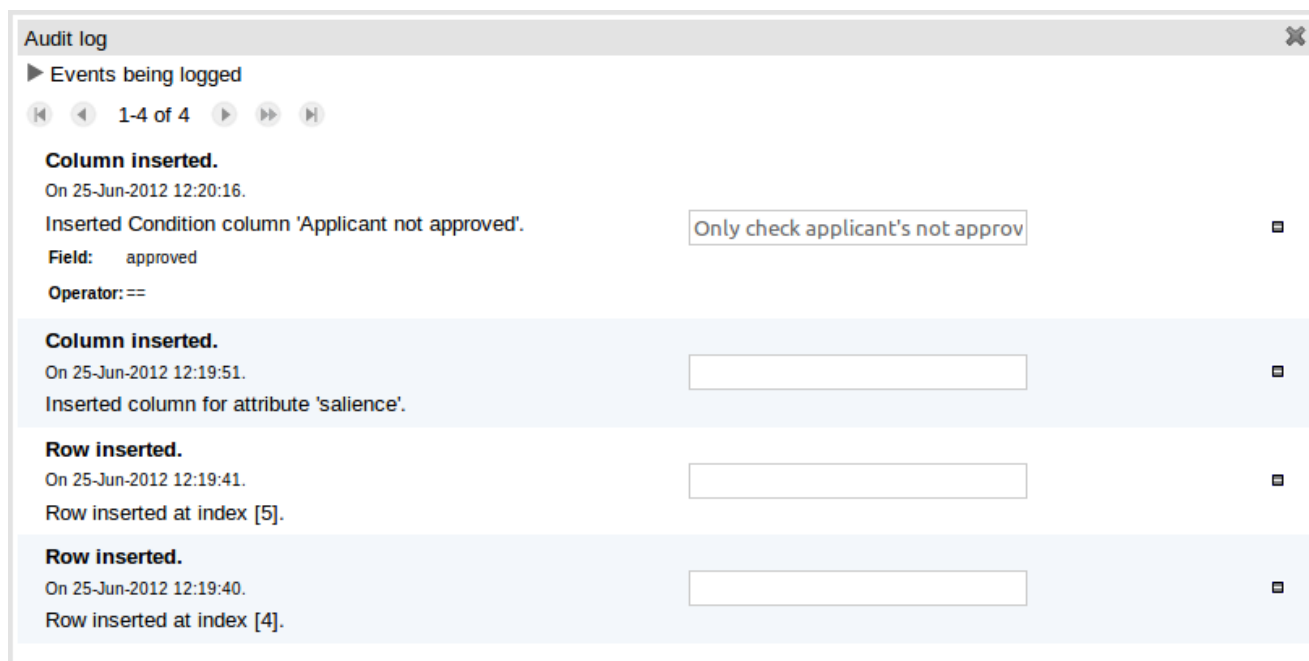 Audit log
Events being logged
1-4 of 4
Column inserted.
On 25-Jun-2012 12:20:16.
Inserted Condition column 'Applicant not approved'.
Only check applicant's not approv
Field: approved
Operator: ==
Column inserted.
On 25-Jun-2012 12:19:51.
Inserted column for attribute 'salience'.
Row inserted.
On 25-Jun-2012 12:19:41.
Row inserted at index [5].
Row inserted.
On 25-Jun-2012 12:19:40.
Row inserted at index [4].